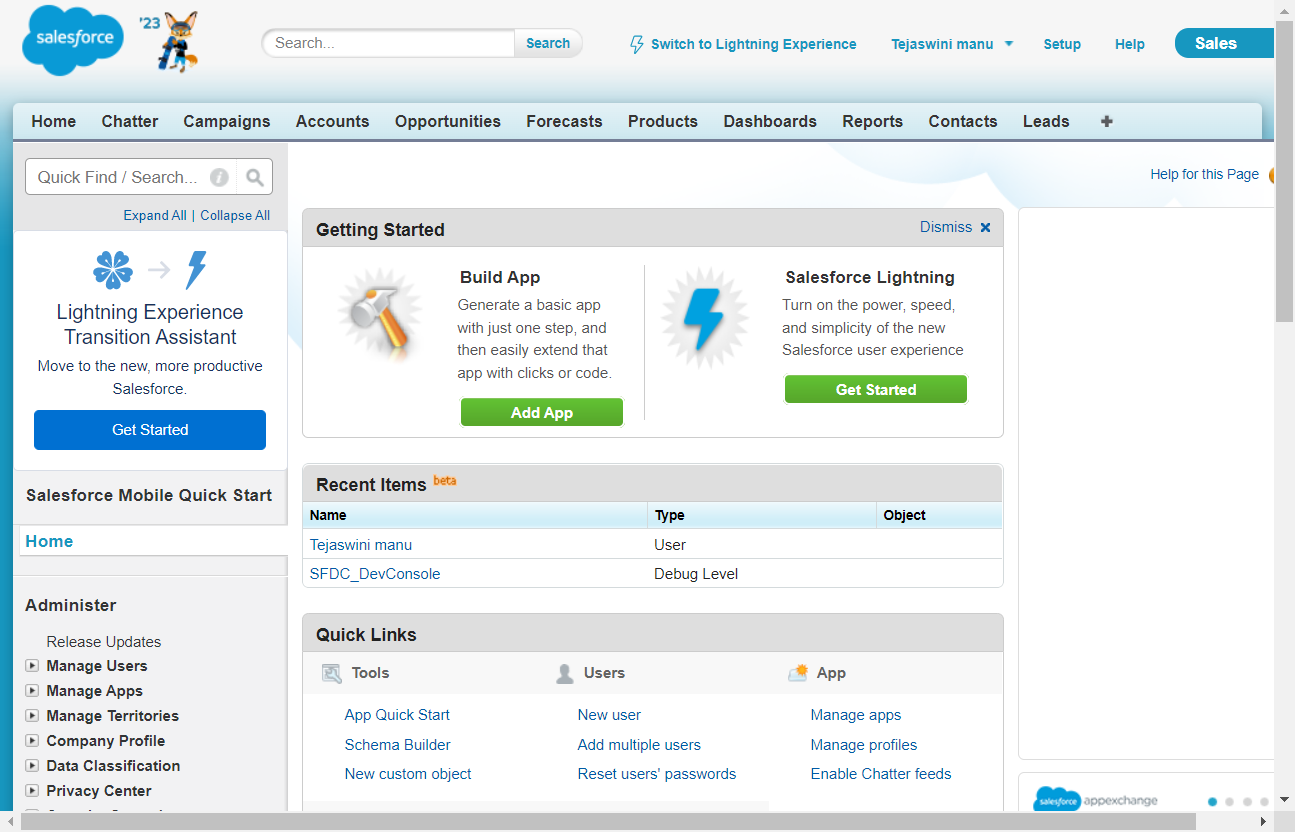 salesforce
'23
Search...
Search
Switch to Lightning Experience
Tejaswini manu
Setup
Help
Sales
Home
Chatter
Campaigns
Accounts
Opportunities
Forecasts
Products
Dashboards
Reports
Contacts
Leads
Quick Find / Search...
Expand All | Collapse All
Lightning Experience
Transition Assistant
Move to the new, more productive
Salesforce.
Get Started
Salesforce Mobile Quick Start
Home
Administer
Release Updates
Manage Users
Manage Apps
Manage Territories
Company Profile
Data Classification
Privacy Center
Help for this Page
Getting Started
Dismiss
Build App
Generate a basic app
with just one step, and
then easily extend that
app with clicks or code.
Add App
Salesforce Lightning
Turn on the power, speed,
and simplicity of the new
Salesforce user experience
Get Started
Recent Items beta
Name
Type
Object
Tejaswini manu
User
SFDC_DevConsole
Debug Level
Quick Links
Tools
Users
App
App Quick Start
New user
Manage apps
Schema Builder
Add multiple users
Manage profiles
New custom object
Reset users' passwords
Enable Chatter feeds
salesforce appexchange